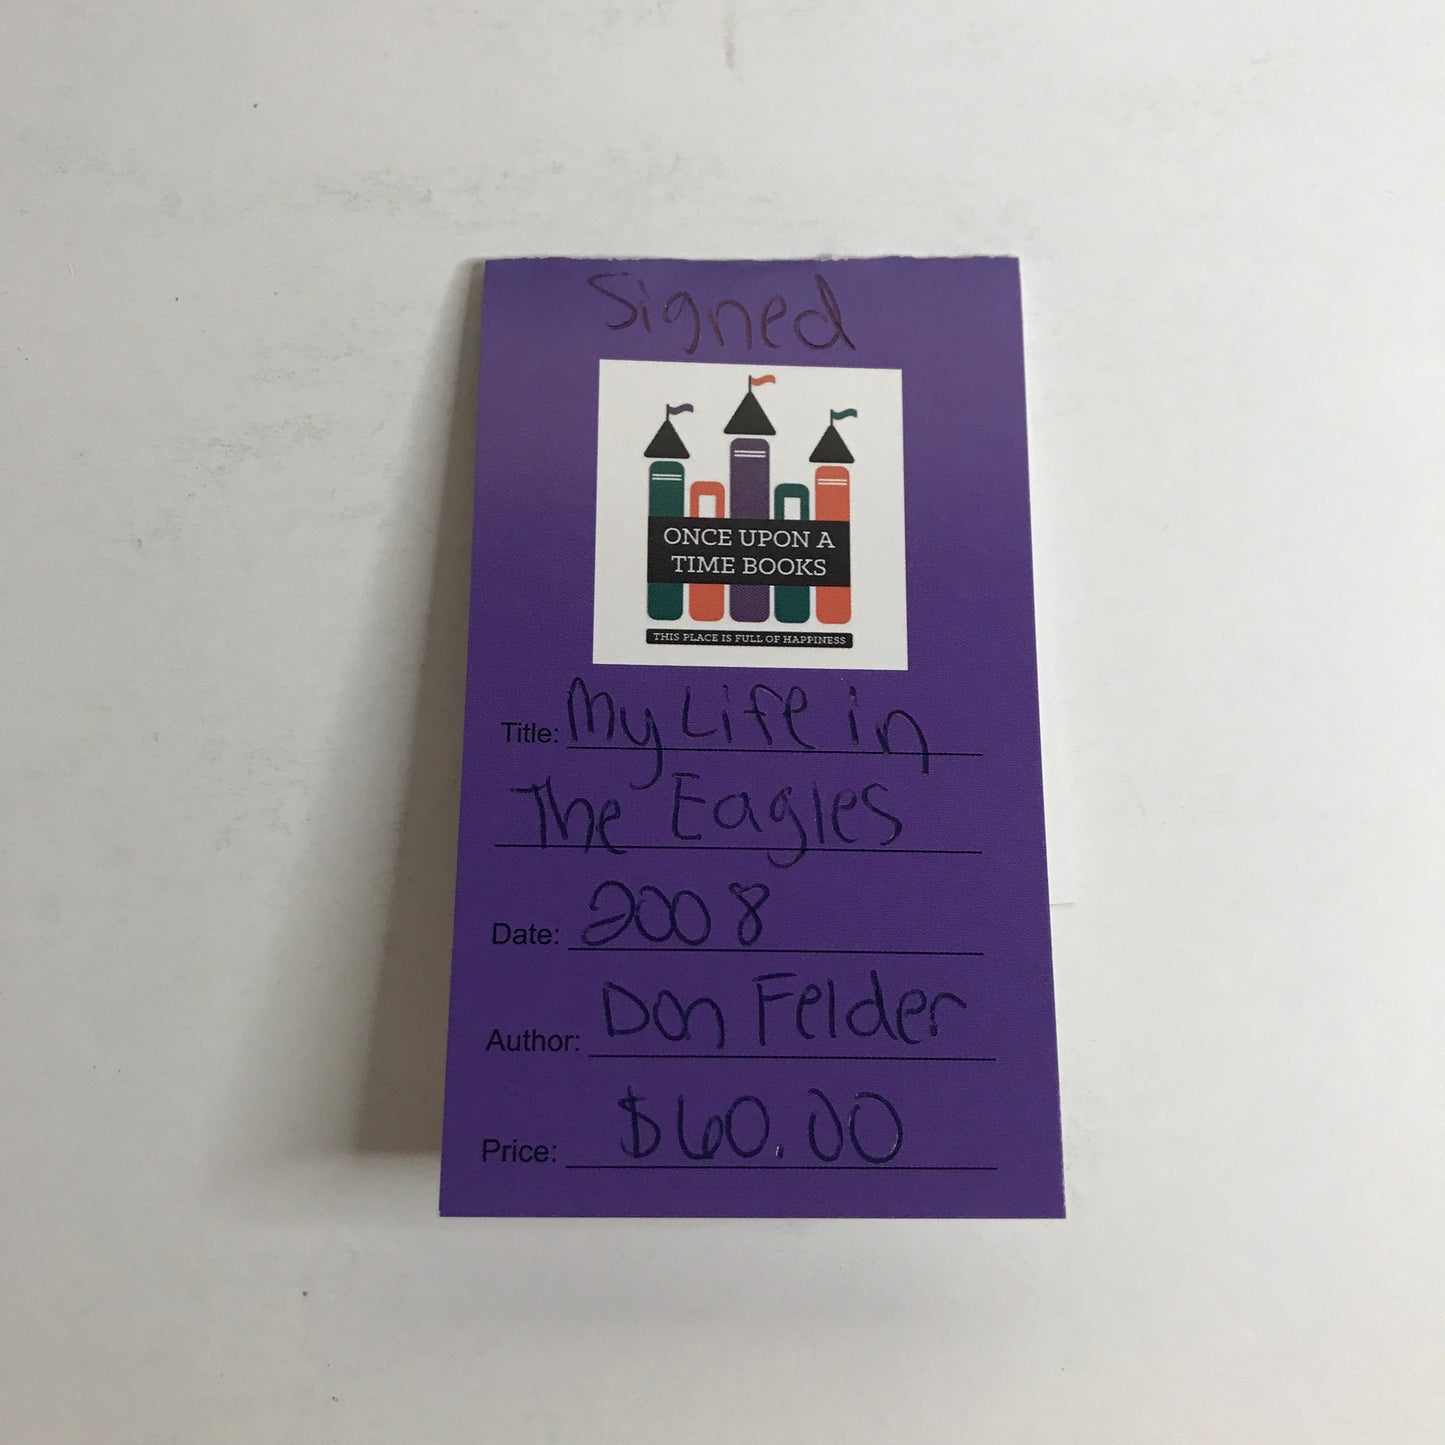 Signed
ONCE UPON A
TIME BOOKS
THIS PLACE IS FULL OF HAPPINESS
Title: My Life in
The Eagles
Date: 2008
Author: Don Felder
Price: $60.00